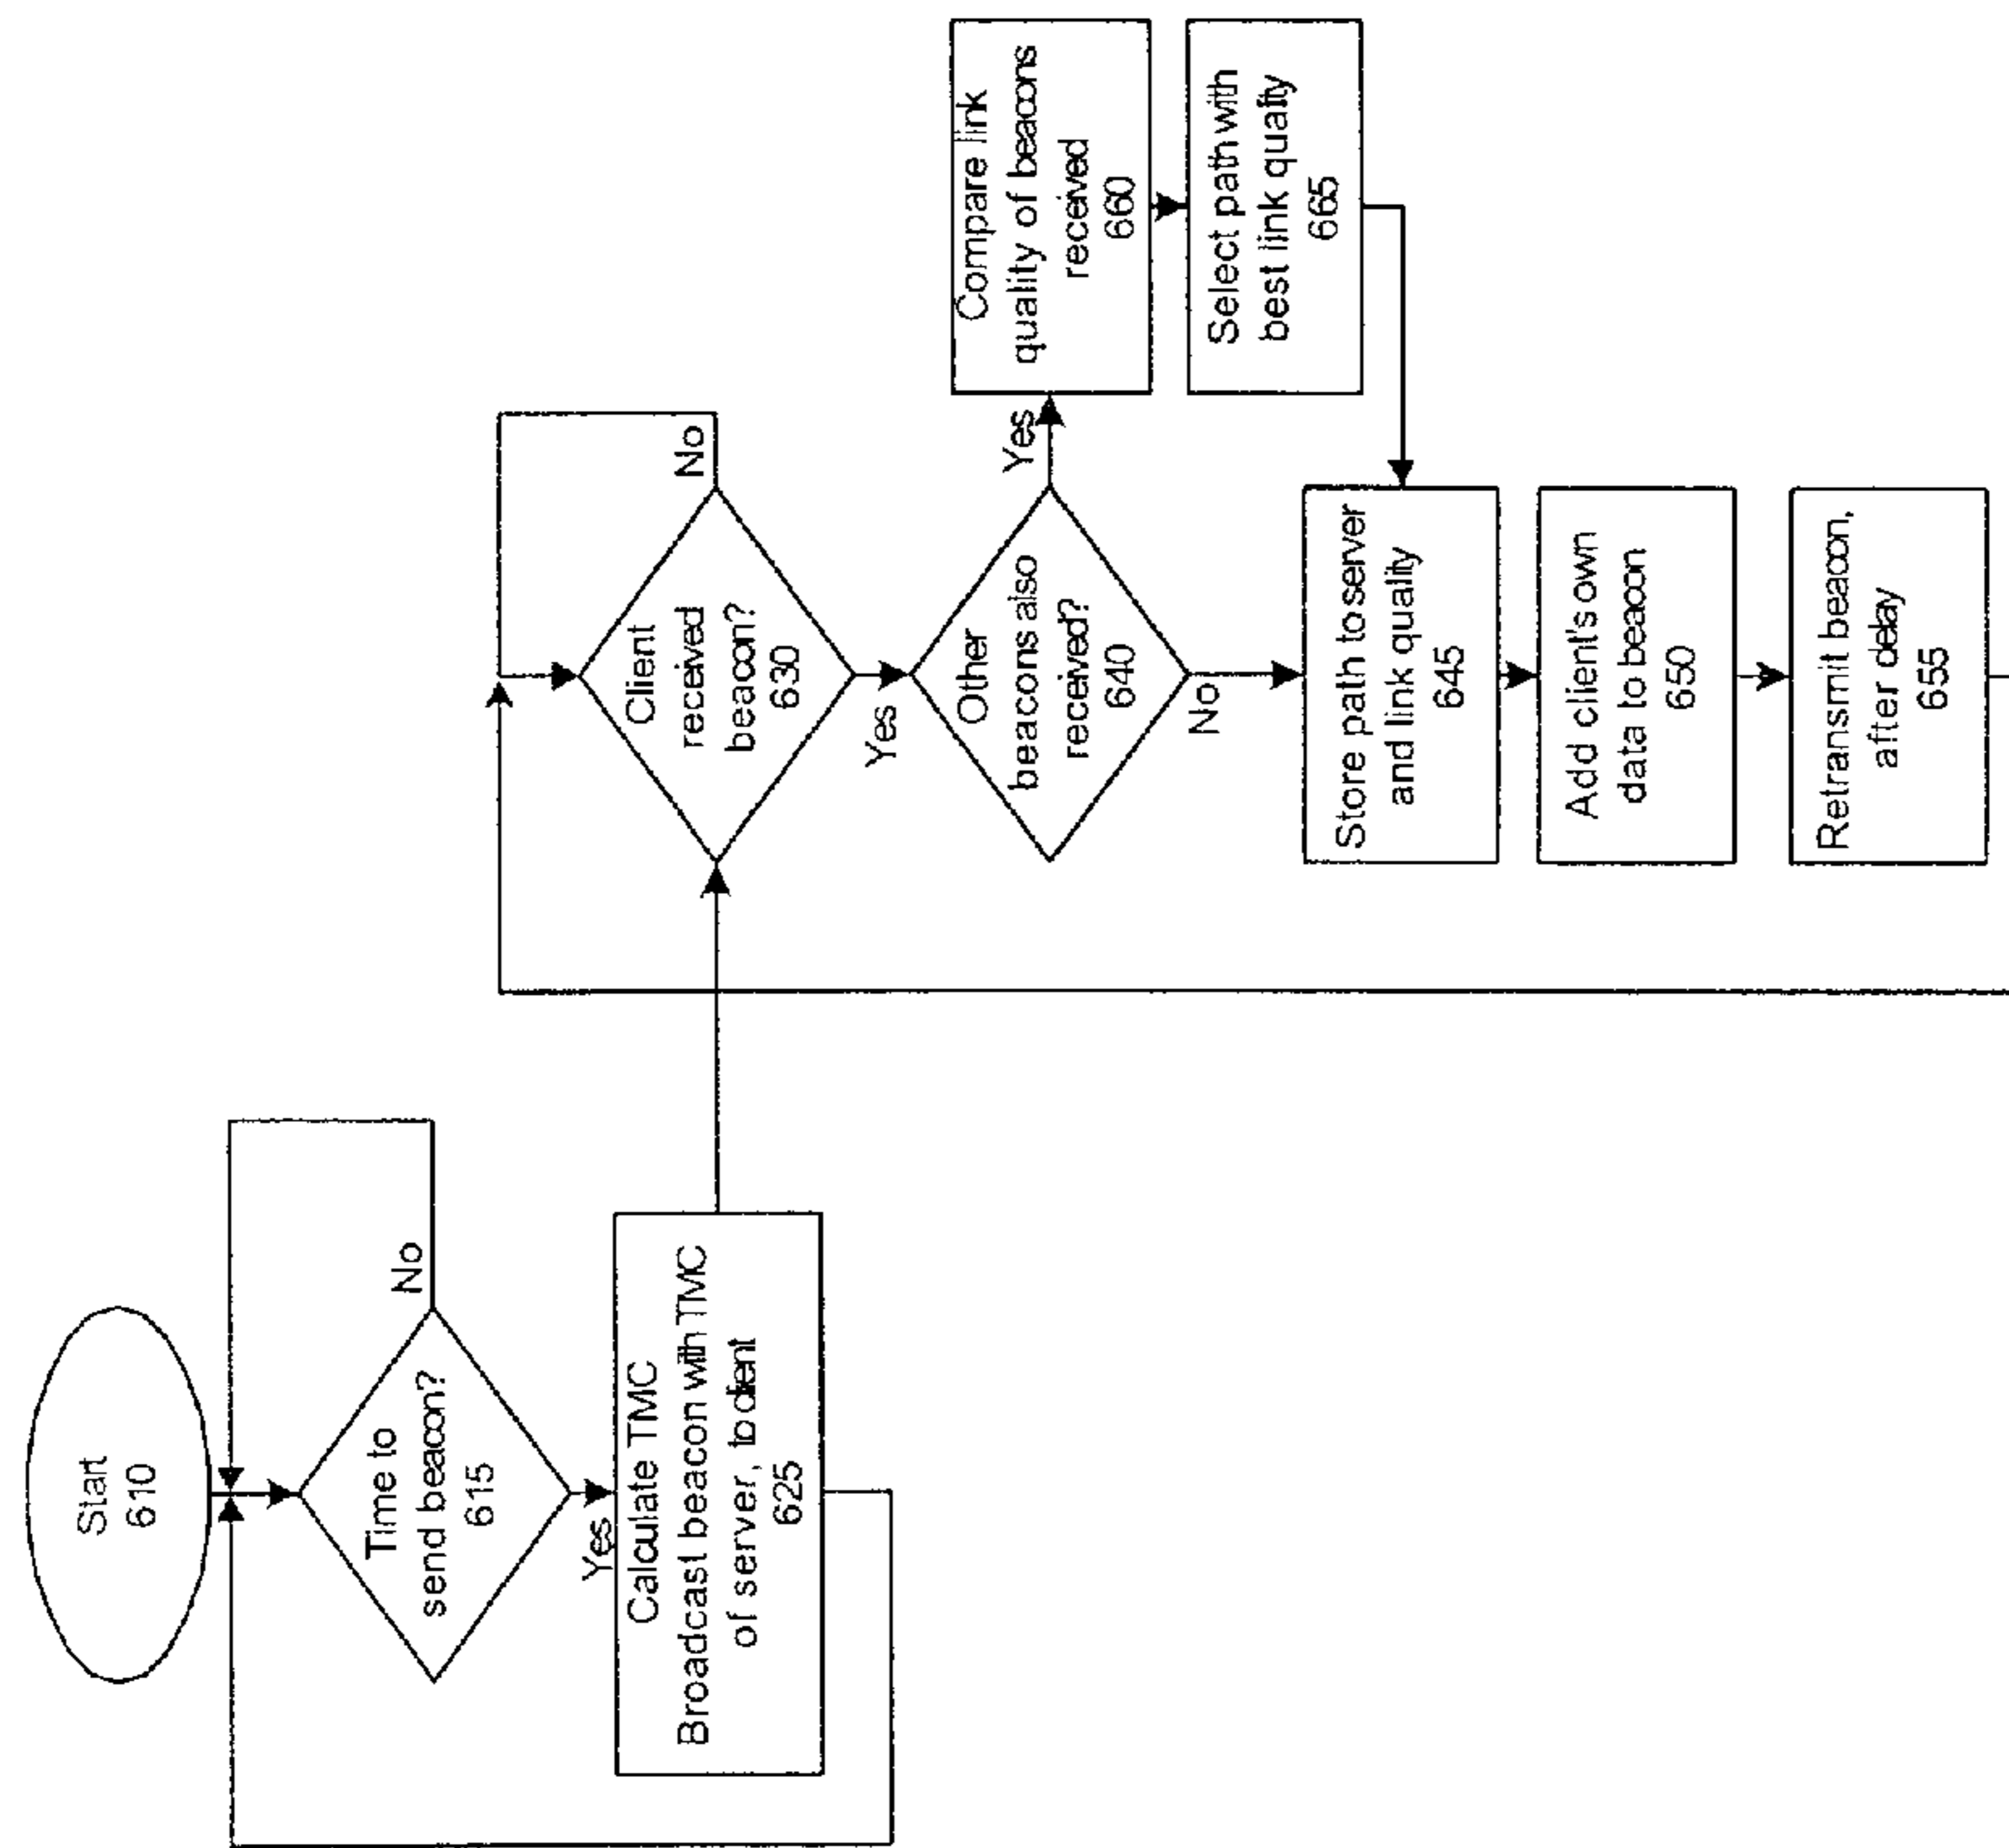 Start
610
Time to
send beacon?
615
No
Yes
Calculate TMC
Broadcast beacon with TMC
of server, to client
625
Client
received
beacon?
630
No
Yes
Other
beacons also
received?
640
Yes
No
Compare link
quality of beacons
received
660
Select path with
best link quality
665
Store path to server
and link quality
645
Add client's own
data to beacon
650
Retransmit beacon,
after delay
655